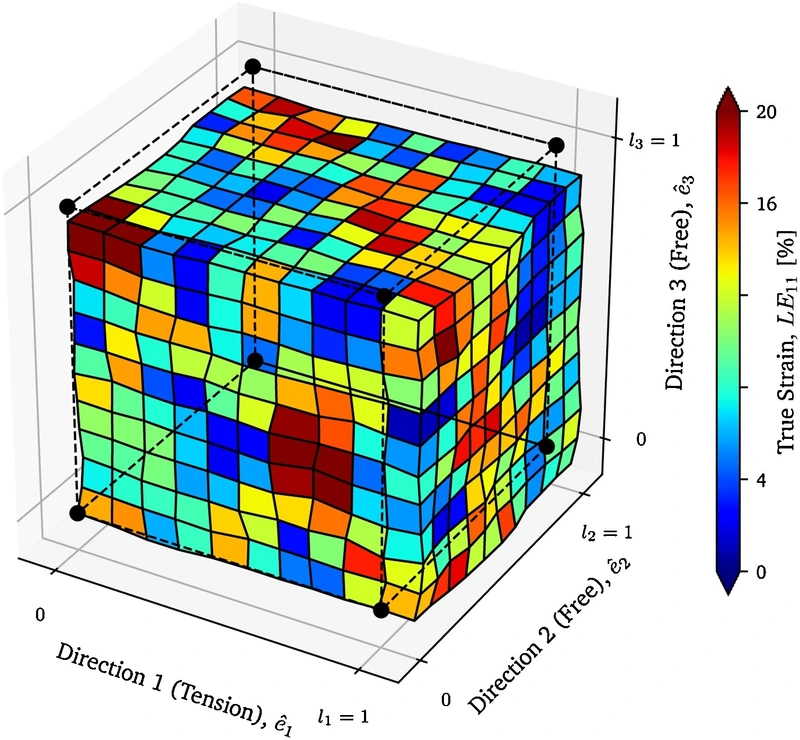 20
16
4
0
True Strain, LE₁₁ [%]
l₃ = 1
Direction 3 (Free), ê₃
0
l₂ = 1
Direction 2 (Free), ê₂
0
0
Direction 1 (Tension), ê₁
l₁ = 1